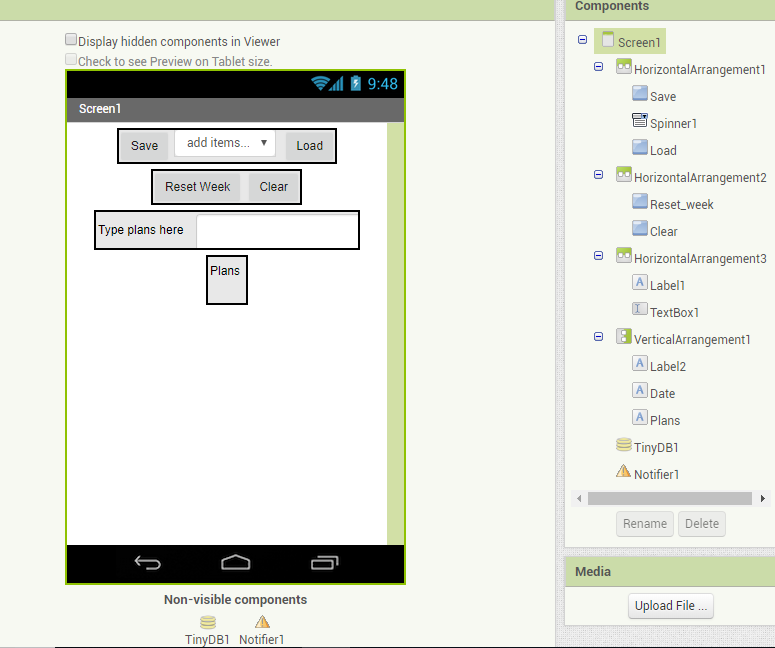 Display hidden components in Viewer
Check to see Preview on Tablet size.
9:48
Screen1
Save add items... Load
Reset Week Clear
Type plans here
Plans
Non-visible components
TinyDB1 Notifier1
Components
Screen1
HorizontalArrangement1
Save
Spinner1
Load
HorizontalArrangement2
Reset_week
Clear
HorizontalArrangement3
Label1
TextBox1
VerticalArrangement1
Label2
Date
Plans
TinyDB1
Notifier1
Rename Delete
Media
Upload File ...